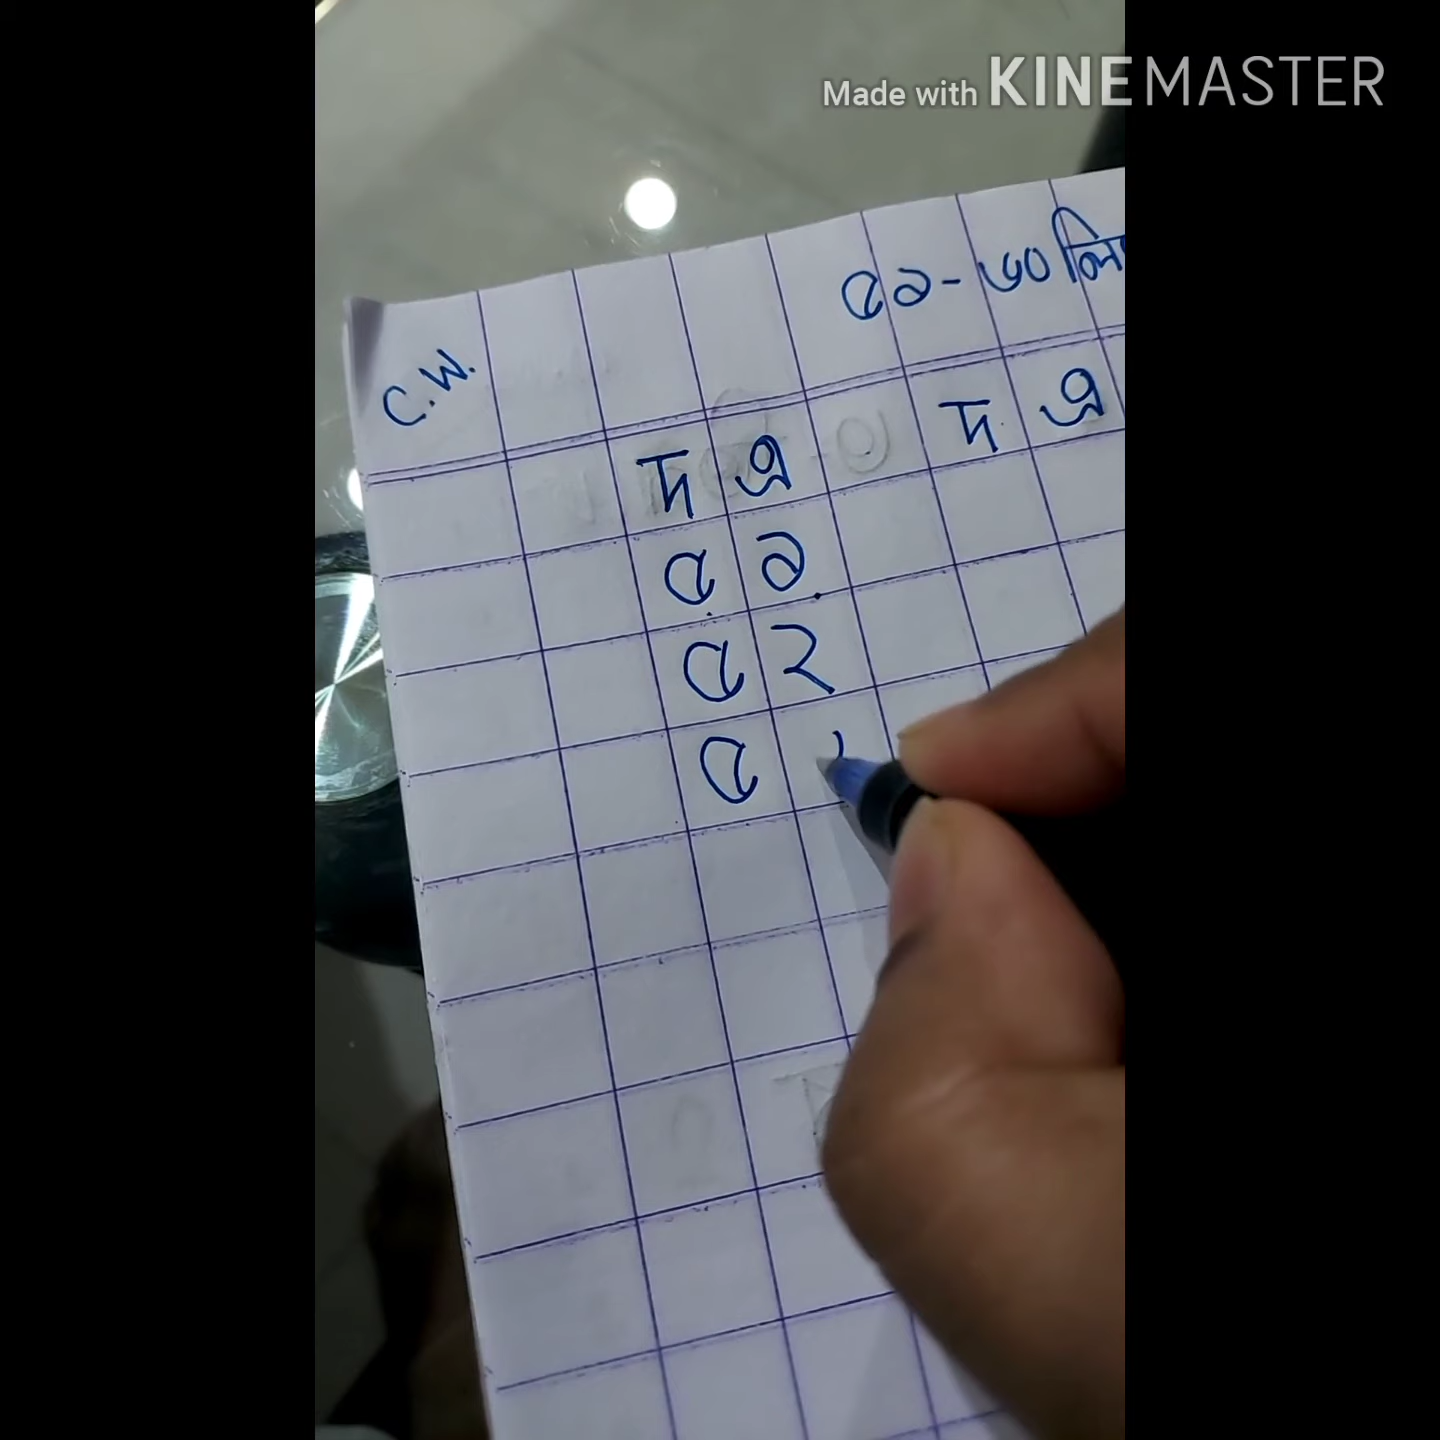 Made with KINEMASTER
৫১-৬০ লি
C.W.
দ এ দ এ
৫ ১
৫ ২
৫